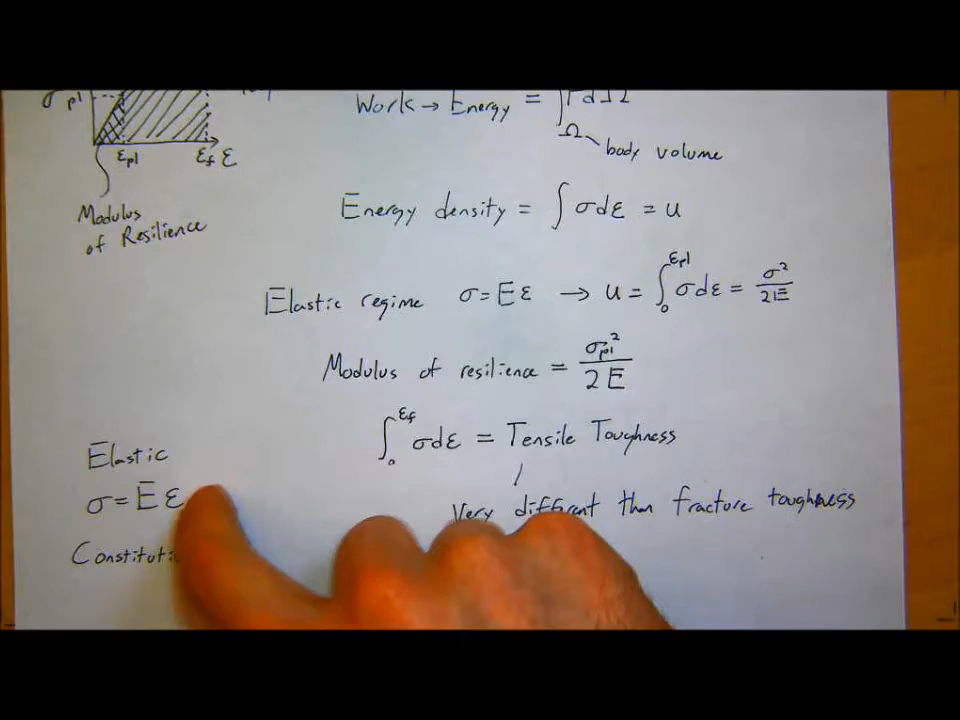 σpl
εpl εf ε
Modulus
of Resilience
Work → Energy = ∫Ω dΩ
body volume
Energy density = ∫ σdε = u
Elastic regime σ = Eε → u = ∫₀^εpl σdε = σ²/2E
Modulus of resilience = σpl²/2E
∫₀^εf σdε = Tensile Toughness
Very different than fracture toughness
Elastic
σ = Eε
Constituti